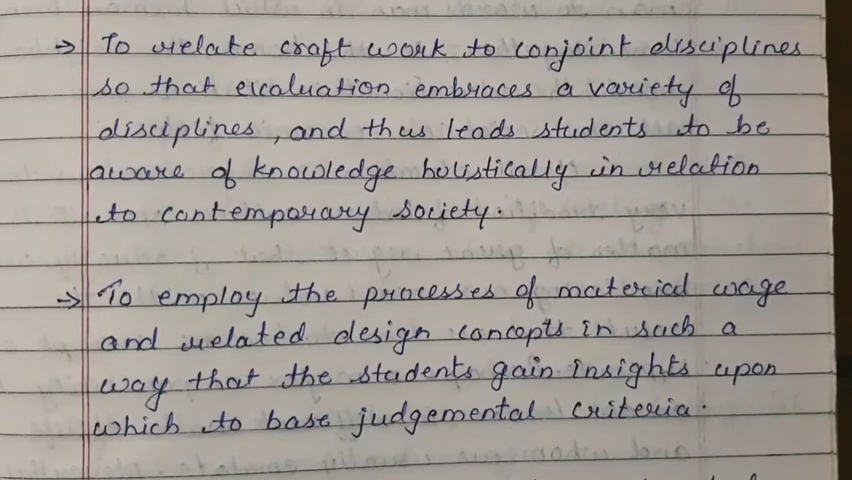 → To relate craft work to conjoint disciplines
so that evaluation embraces a variety of
disciplines, and thus leads students to be
aware of knowledge holistically in relation
to contemporary society.
→ To employ the processes of material wage
and related design concepts in such a
way that the students gain insights upon
which to base judgemental criteria.